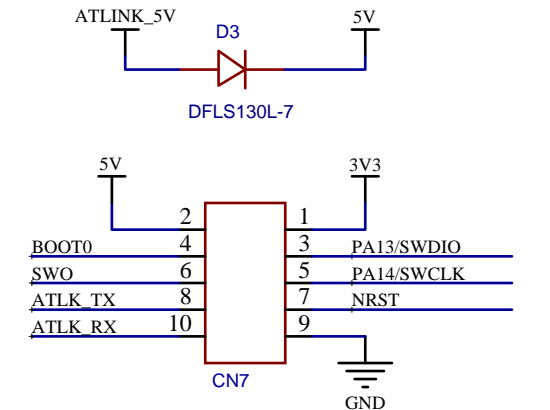 ATLINK_5V
D3
5V
DFLS130L-7
5V
3V3
2
1
BOOT0
4
3
PA13/SWDIO
SWO
6
5
PA14/SWCLK
ATLK_TX
8
7
NRST
ATLK_RX
10
9
CN7
GND